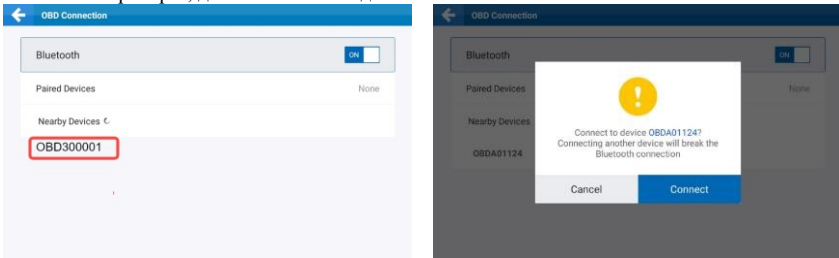 OBD Connection
Bluetooth
ON
Paired Devices
None
Nearby Devices
OBD300001
OBD Connection
Bluetooth
ON
Paired Devices
None
Nearby Devices
OBDA01124
Connect to device OBDA01124?
Connecting another device will break the
Bluetooth connection
Cancel
Connect